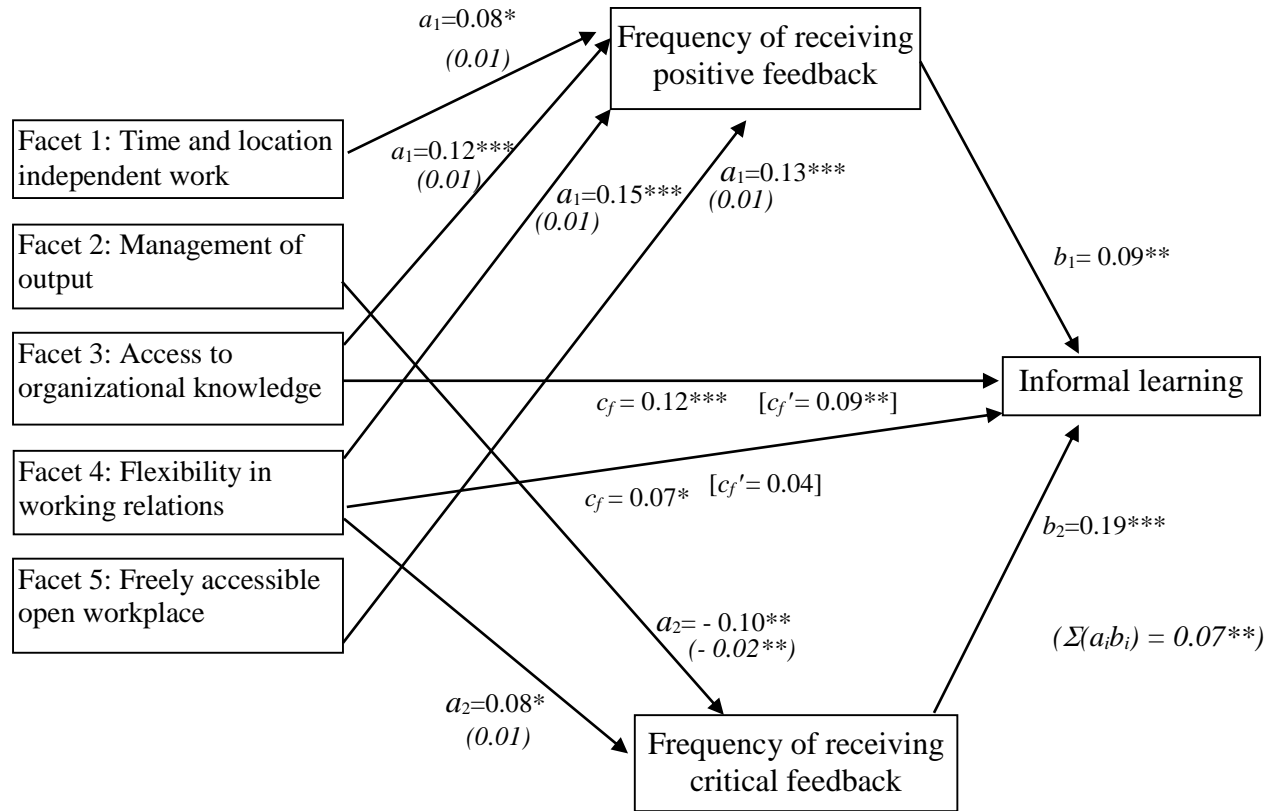 a1=0.08*
(0.01)
Frequency of receiving
positive feedback
Facet 1: Time and location
independent work
a1=0.12***
(0.01)
a1=0.15***
(0.01)
a1=0.13***
(0.01)
Facet 2: Management of
output
b1= 0.09**
Facet 3: Access to
organizational knowledge
Informal learning
cf = 0.12*** [cf'= 0.09**]
Facet 4: Flexibility in
working relations
cf = 0.07* [cf'= 0.04]
b2=0.19***
Facet 5: Freely accessible
open workplace
a2= - 0.10**
(- 0.02**)
(Σ(aibi) = 0.07**)
a2=0.08*
(0.01)
Frequency of receiving
critical feedback